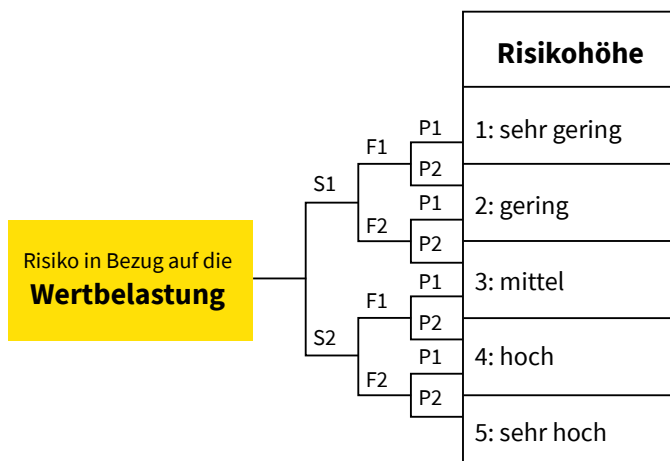 Risikohöhe
P1
1: sehr gering
F1
P2
S1
P1
2: gering
F2
P2
Risiko in Bezug auf die
Wertbelastung
P1
3: mittel
F1
P2
S2
P1
4: hoch
F2
P2
5: sehr hoch